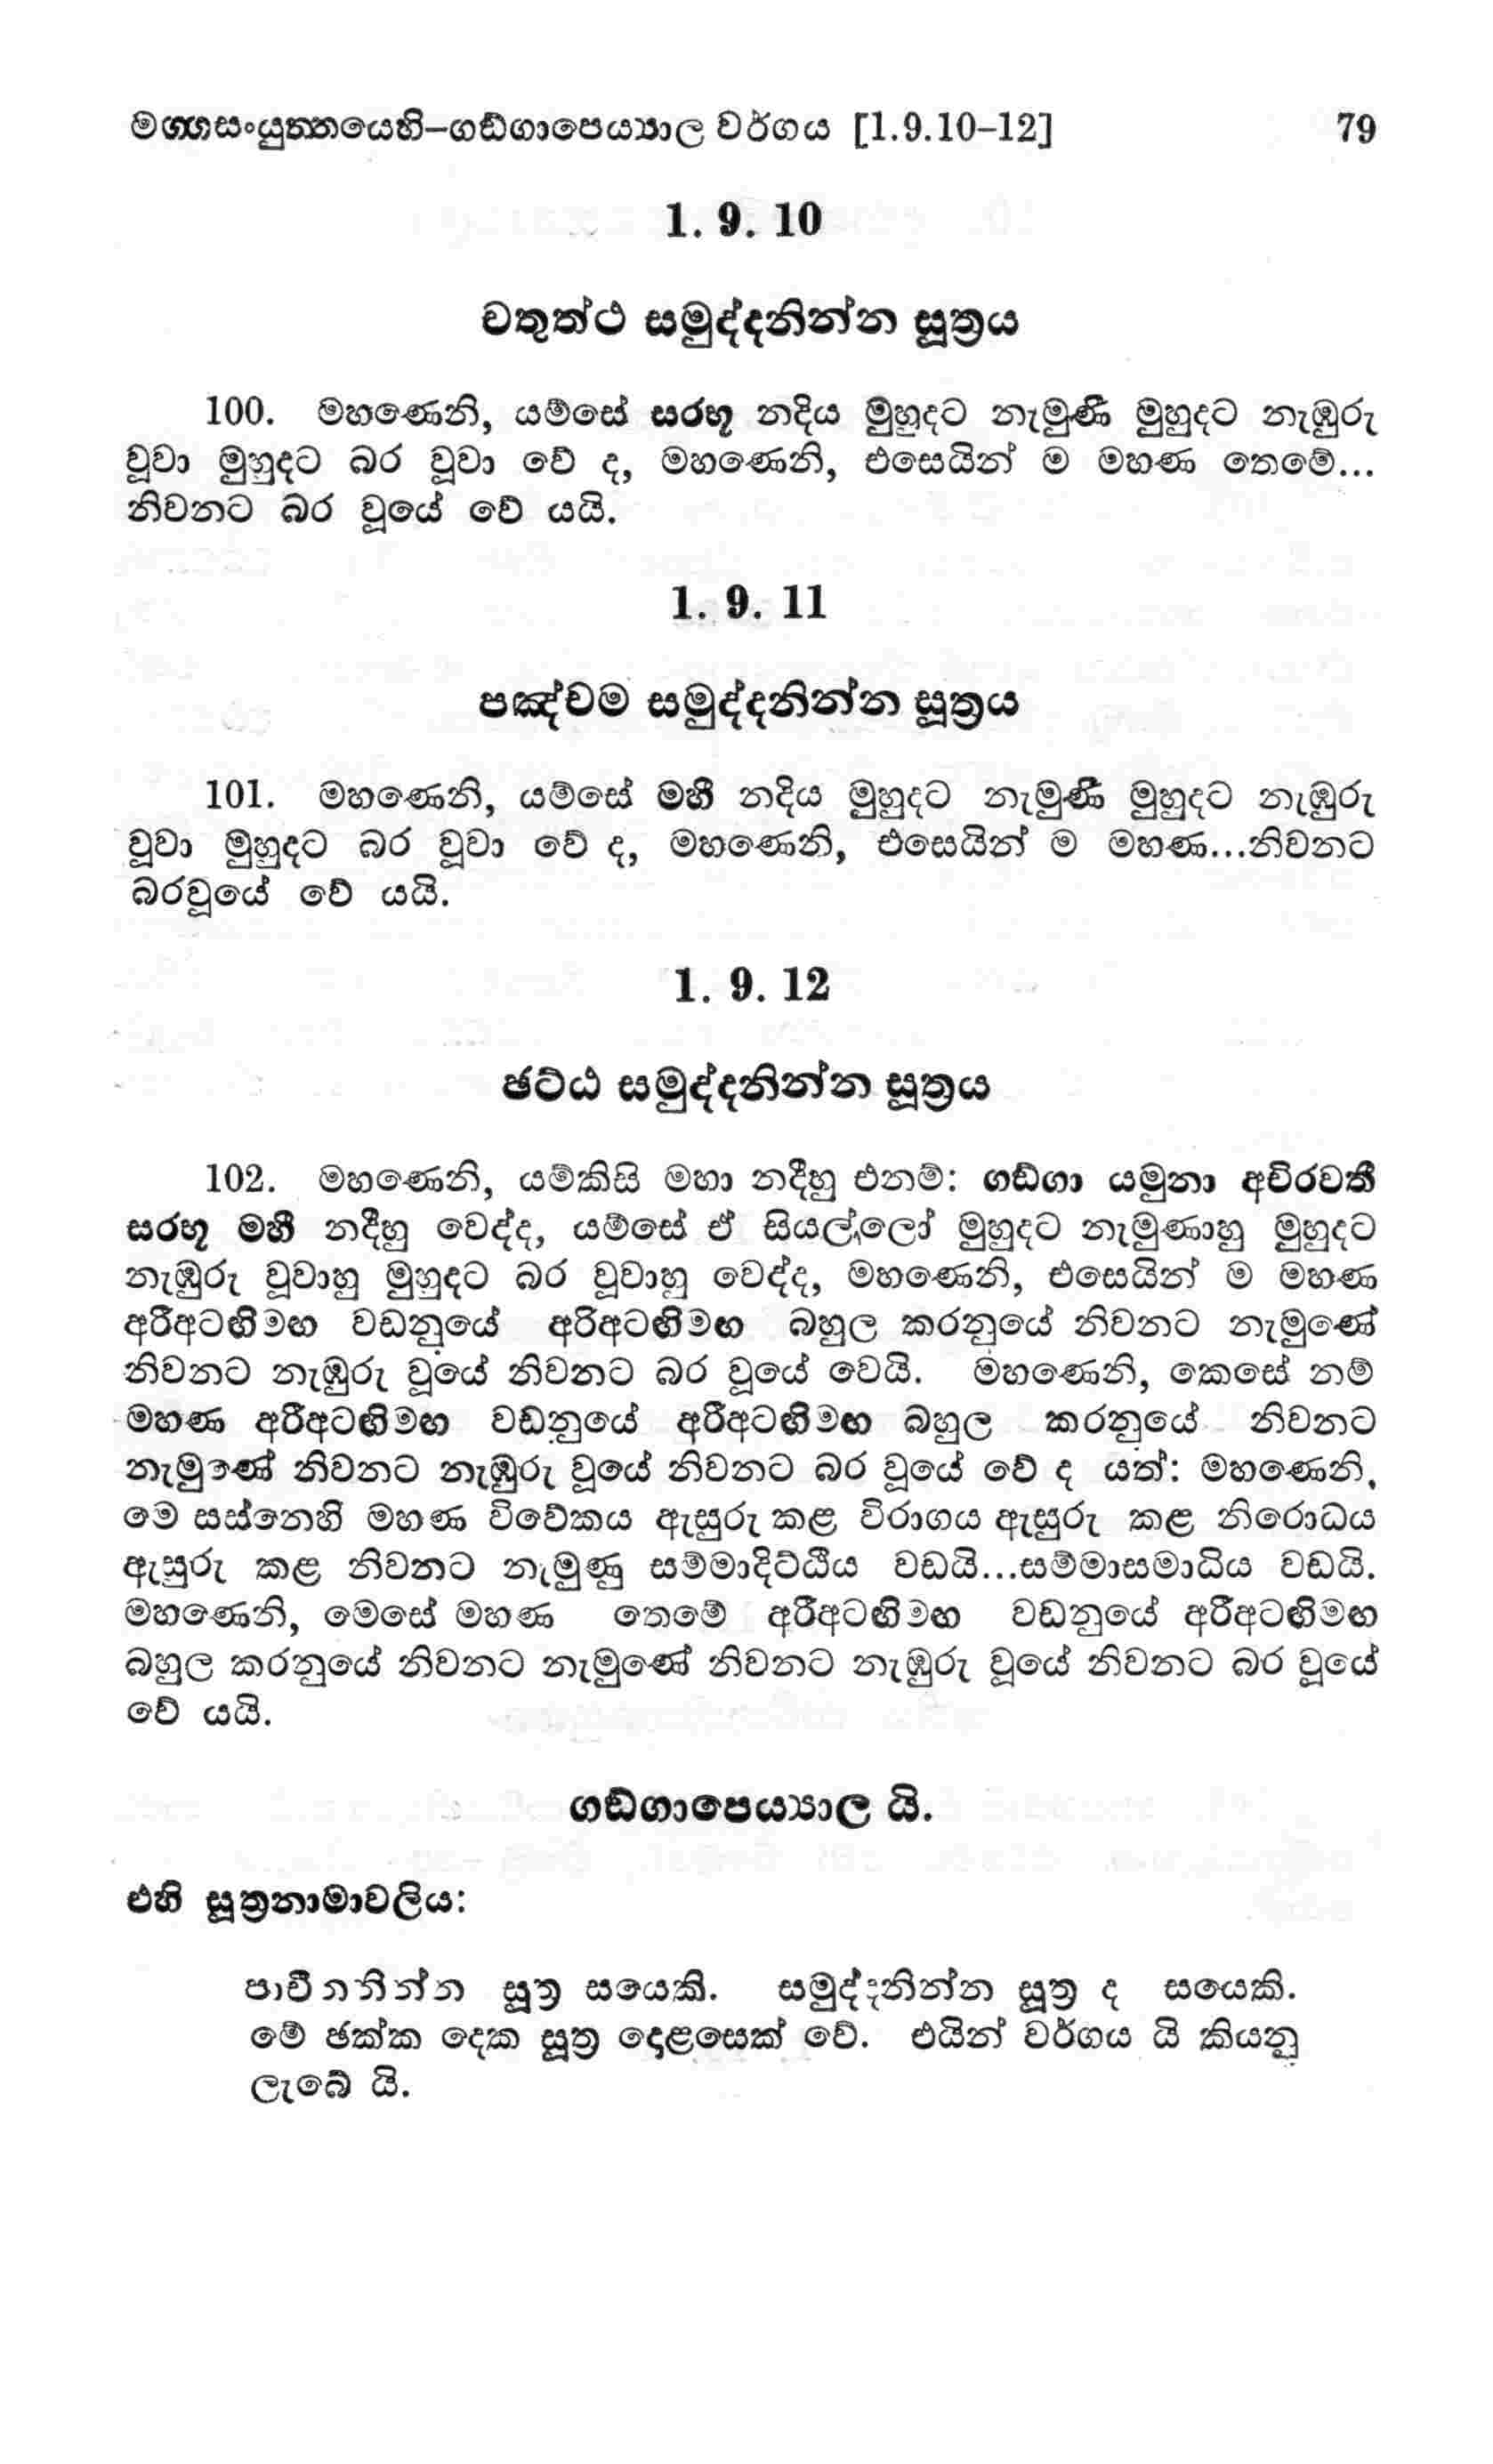 මග්ගසංයුත්තයෙහි–ගඞ්ගාපෙය්‍යාල වර්ගය [1.9.10–12] 79
1. 9. 10
චතුත්ථ සමුද්දනින්න සූත්‍රය
100. මහණෙනි, යම්සේ සරභූ නදිය මුහුදට නැමුණී මුහුදට නැඹුරු
වූවා මුහුදට බර වූවා වේ ද, මහණෙනි, එසෙයින් ම මහණ තෙමේ...
නිවනට බර වූයේ වේ යයි.
1. 9. 11
පඤ්චම සමුද්දනින්න සූත්‍රය
101. මහණෙනි, යම්සේ මහී නදිය මුහුදට නැමුණී මුහුදට නැඹුරු
වූවා මුහුදට බර වූවා වේ ද, මහණෙනි, එසෙයින් ම මහණ...නිවනට
බරවූයේ වේ යයි.
1. 9. 12
ඡට්ඨ සමුද්දනින්න සූත්‍රය
102. මහණෙනි, යම්කිසි මහා නදීහු එනම්: ගඞ්ගා යමුනා අචිරවතී
සරභූ මහී නදීහු වෙද්ද, යම්සේ ඒ සියල්ලෝ මුහුදට නැමුණාහු මුහුදට
නැඹුරු වූවාහු මුහුදට බර වූවාහු වෙද්ද, මහණෙනි, එසෙයින් ම මහණ
අරීඅටඟිමඟ වඩනුයේ අරිඅටඟිමඟ බහුල කරනුයේ නිවනට නැමුණේ
නිවනට නැඹුරු වූයේ නිවනට බර වූයේ වෙයි. මහණෙනි, කෙසේ නම්
මහණ අරීඅටඟිමඟ වඩනුයේ අරීඅටඟිමඟ බහුල කරනුයේ නිවනට
නැමුණේ නිවනට නැඹුරු වූයේ නිවනට බර වූයේ වේ ද යත්: මහණෙනි,
මෙ සස්නෙහි මහණ විවේකය ඇසුරු කළ විරාගය ඇසුරු කළ නිරොධය
ඇසුරු කළ නිවනට නැමුණු සම්මාදිට්ඨිය වඩයි...සම්මාසමාධිය වඩයි.
මහණෙනි, මෙසේ මහණ තෙමේ අරීඅටඟිමඟ වඩනුයේ අරීඅටඟිමඟ
බහුල කරනුයේ නිවනට නැමුණේ නිවනට නැඹුරු වූයේ නිවනට බර වූයේ
වේ යයි.
ගඞ්ගාපෙය්‍යාල යි.
එහි සූත්‍රනාමාවලිය:
පාචීනනින්න සූත්‍ර සයෙකි. සමුද්දනින්න සූත්‍ර ද සයෙකි.
මේ ඡක්ක දෙක සූත්‍ර දෙළසෙක් වේ. එයින් වර්ගය යි කියනු
ලැබේ යි.